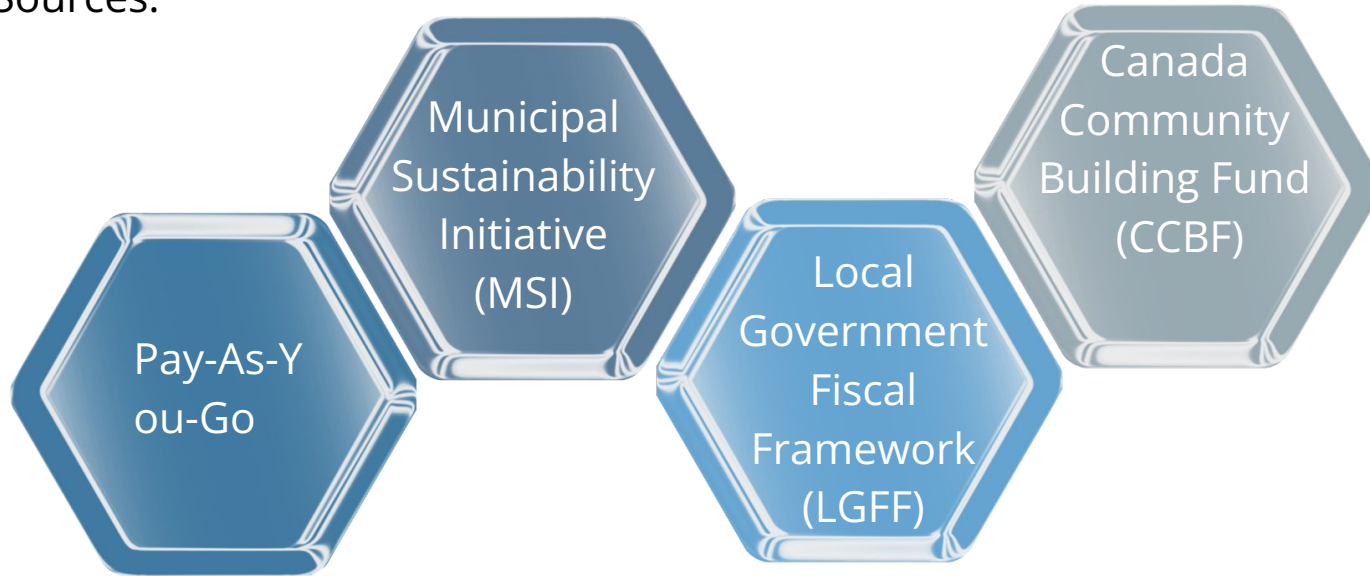 Sources:
Pay-As-Y
ou-Go
Municipal
Sustainability
Initiative
(MSI)
Local
Government
Fiscal
Framework
(LGFF)
Canada
Community
Building Fund
(CCBF)